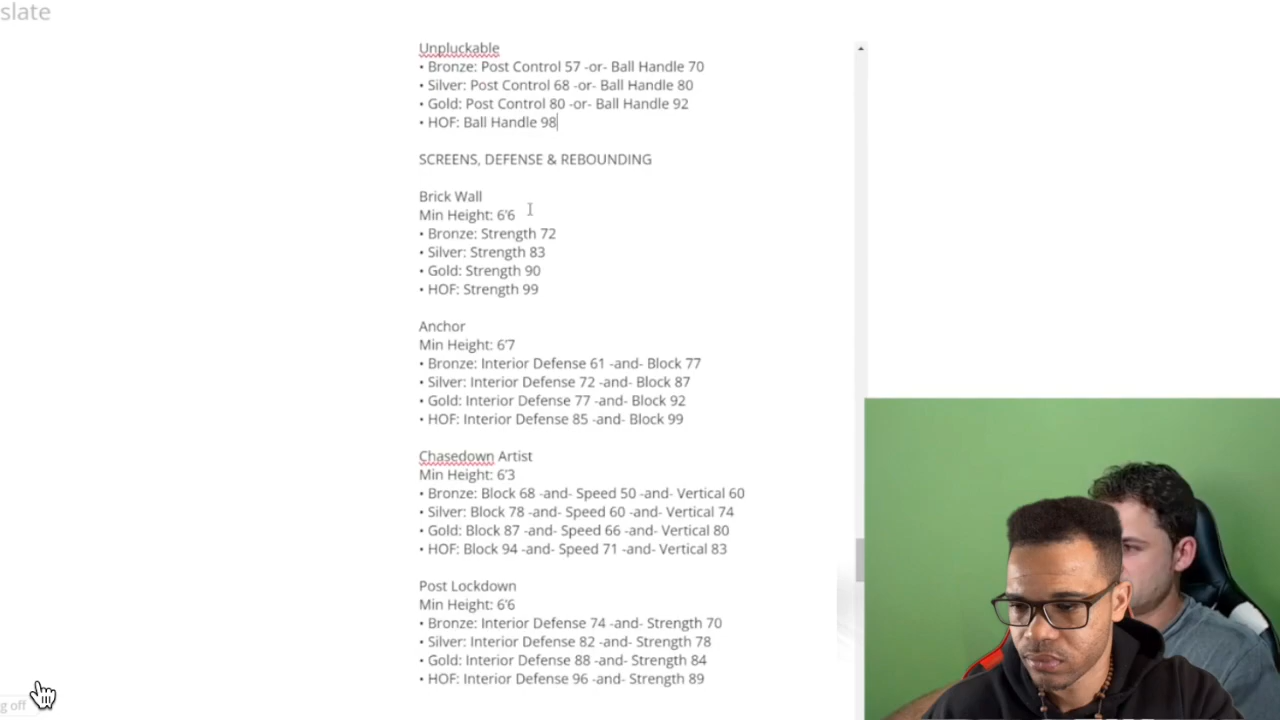 slate
Unpluckable
• Bronze: Post Control 57 -or- Ball Handle 70
• Silver: Post Control 68 -or- Ball Handle 80
• Gold: Post Control 80 -or- Ball Handle 92
• HOF: Ball Handle 98
SCREENS, DEFENSE & REBOUNDING
Brick Wall
Min Height: 6'6
• Bronze: Strength 72
• Silver: Strength 83
• Gold: Strength 90
• HOF: Strength 99
Anchor
Min Height: 6'7
• Bronze: Interior Defense 61 -and- Block 77
• Silver: Interior Defense 72 -and- Block 87
• Gold: Interior Defense 77 -and- Block 92
• HOF: Interior Defense 85 -and- Block 99
Chasedown Artist
Min Height: 6'3
• Bronze: Block 68 -and- Speed 50 -and- Vertical 60
• Silver: Block 78 -and- Speed 60 -and- Vertical 74
• Gold: Block 87 -and- Speed 66 -and- Vertical 80
• HOF: Block 94 -and- Speed 71 -and- Vertical 83
Post Lockdown
Min Height: 6'6
• Bronze: Interior Defense 74 -and- Strength 70
• Silver: Interior Defense 82 -and- Strength 78
• Gold: Interior Defense 88 -and- Strength 84
• HOF: Interior Defense 96 -and- Strength 89
g off